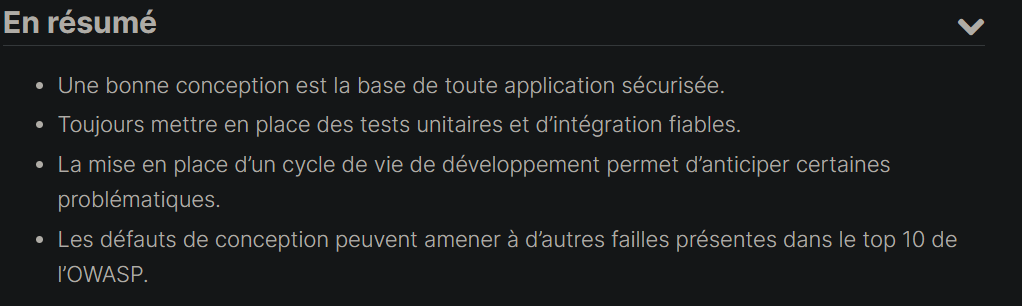 En résumé
• Une bonne conception est la base de toute application sécurisée.
• Toujours mettre en place des tests unitaires et d’intégration fiables.
• La mise en place d’un cycle de vie de développement permet d’anticiper certaines
problématiques.
• Les défauts de conception peuvent amener à d’autres failles présentes dans le top 10 de
l’OWASP.